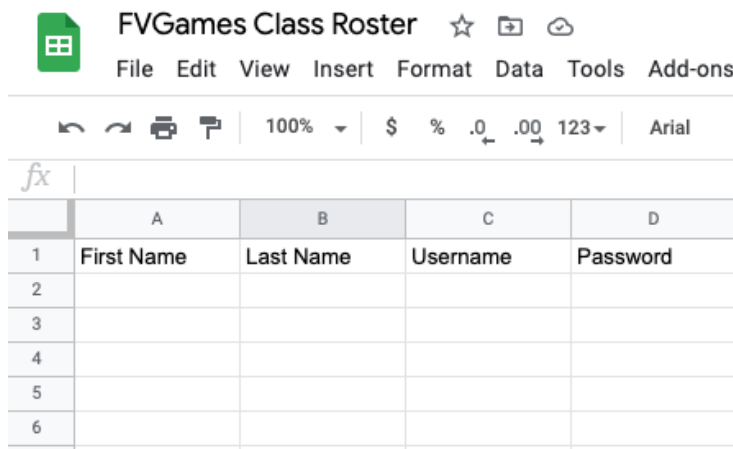 FVGames Class Roster
File Edit View Insert Format Data Tools Add-ons
100% $ % .0 .00 123 Arial
fx
A B C D
1 First Name Last Name Username Password
2
3
4
5
6